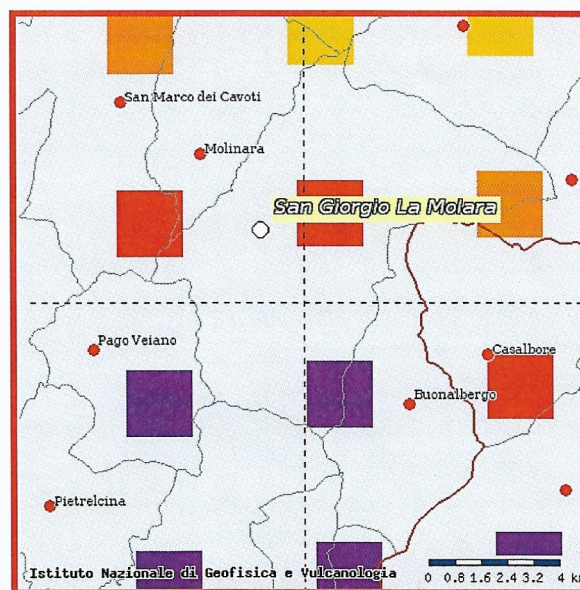 San Marco dei Cavoti
Molinara
San Giorgio La Molara
Pago Veiano
Casalbore
Buonalbergo
Pietrelcina
Istituto Nazionale di Geofisica e Vulcanologia
0 0.8 1.6 2.4 3.2 4 km